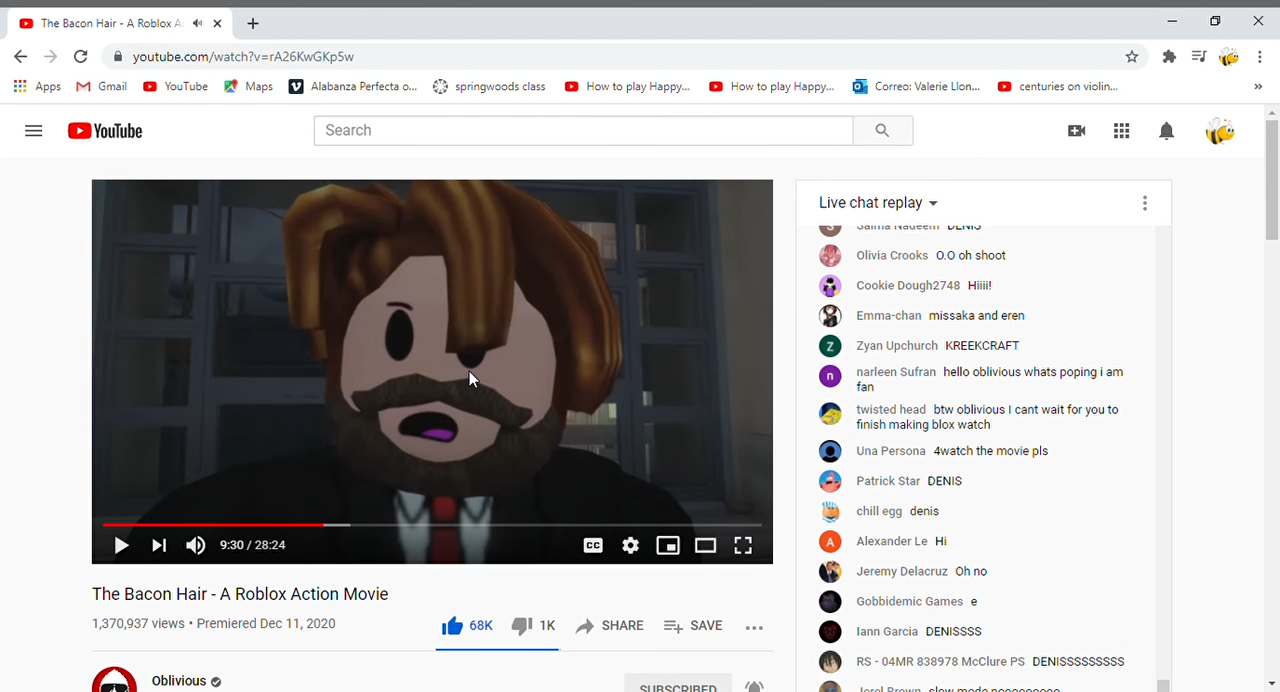 The Bacon Hair - A Roblox A
youtube.com/watch?v=rA26KwGKp5w
Apps Gmail YouTube Maps Alabanza Perfecta o... springwoods class How to play Happy... How to play Happy... Correo: Valerie Llon... centuries on violin...
YouTube
Search
Live chat replay
Salma Nadeem DENIS
Olivia Crooks O.O oh shoot
Cookie Dough2748 Hiiii!
Emma-chan missaka and eren
Z Zyan Upchurch KREEKCRAFT
n narleen Sufran hello oblivious whats poping i am
fan
twisted head btw oblivious I cant wait for you to
finish making blox watch
Una Persona 4watch the movie pls
Patrick Star DENIS
chill egg denis
A Alexander Le Hi
Jeremy Delacruz Oh no
Gobbidemic Games e
Iann Garcia DENISSSS
RS - 04MR 838978 McClure PS DENISSSSSSSSS
CC
9:30 / 28:24
The Bacon Hair - A Roblox Action Movie
1,370,937 views • Premiered Dec 11, 2020
68K 1K SHARE SAVE
Oblivious
SUBSCRIBED